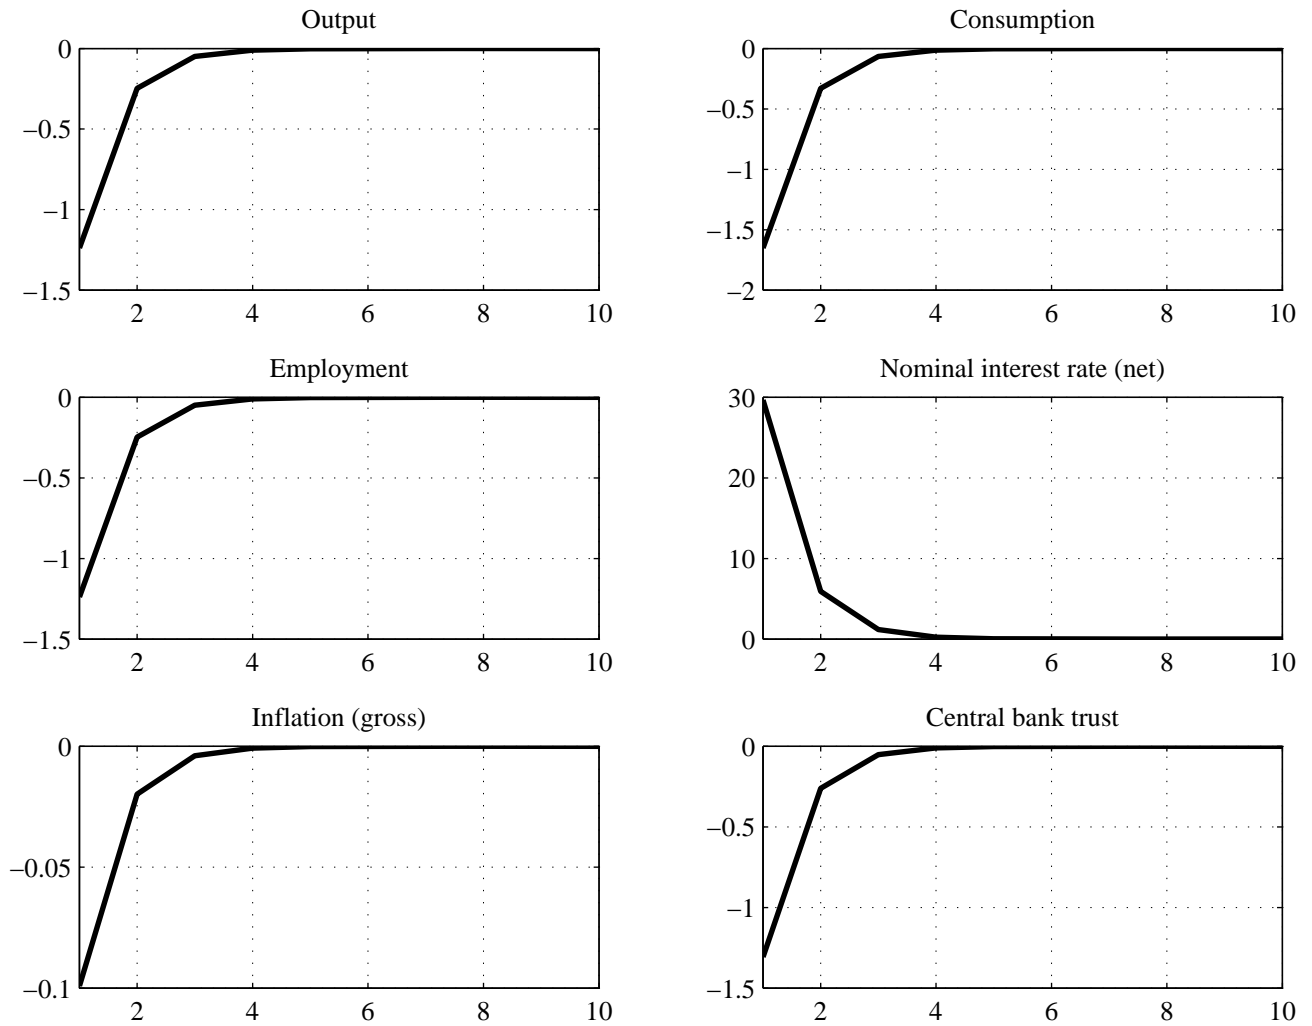 Output
0
−0.5
−1
−1.5
2 4 6 8 10
Consumption
0
−0.5
−1
−1.5
−2
2 4 6 8 10
Employment
0
−0.5
−1
−1.5
2 4 6 8 10
Nominal interest rate (net)
30
20
10
0
2 4 6 8 10
Inflation (gross)
0
−0.05
−0.1
2 4 6 8 10
Central bank trust
0
−0.5
−1
−1.5
2 4 6 8 10